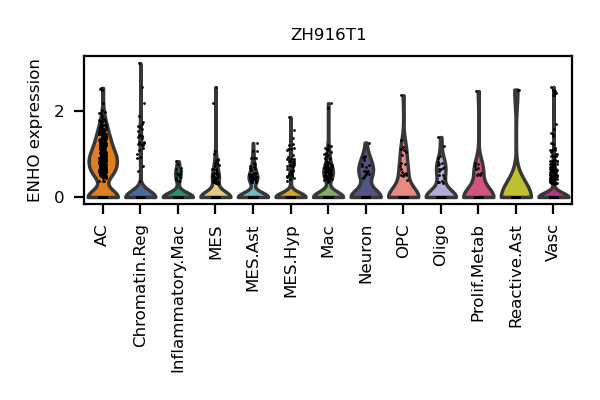 ZH916T1
ENHO expression
2
0
AC
Chromatin.Reg
Inflammatory.Mac
MES
MES.Ast
MES.Hyp
Mac
Neuron
OPC
Oligo
Prolif.Metab
Reactive.Ast
Vasc